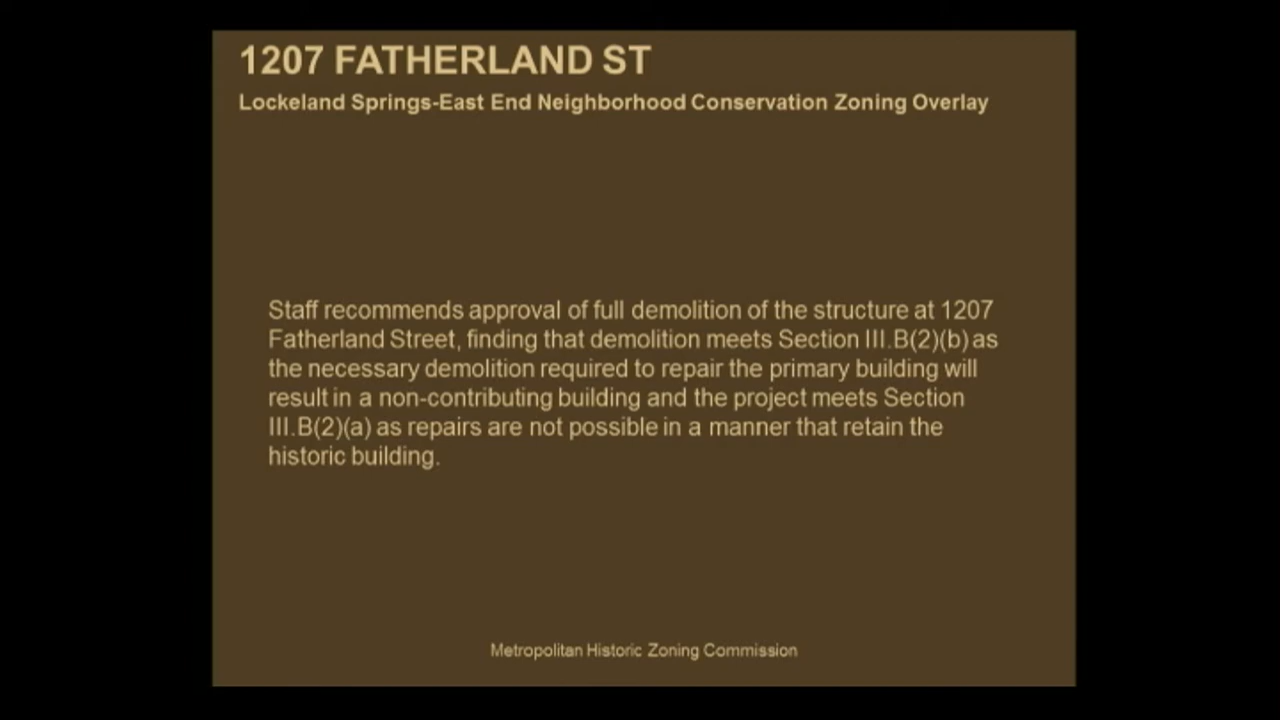 1207 FATHERLAND ST
Lockeland Springs-East End Neighborhood Conservation Zoning Overlay
Staff recommends approval of full demolition of the structure at 1207
Fatherland Street, finding that demolition meets Section III.B(2)(b) as
the necessary demolition required to repair the primary building will
result in a non-contributing building and the project meets Section
III.B(2)(a) as repairs are not possible in a manner that retain the
historic building.
Metropolitan Historic Zoning Commission